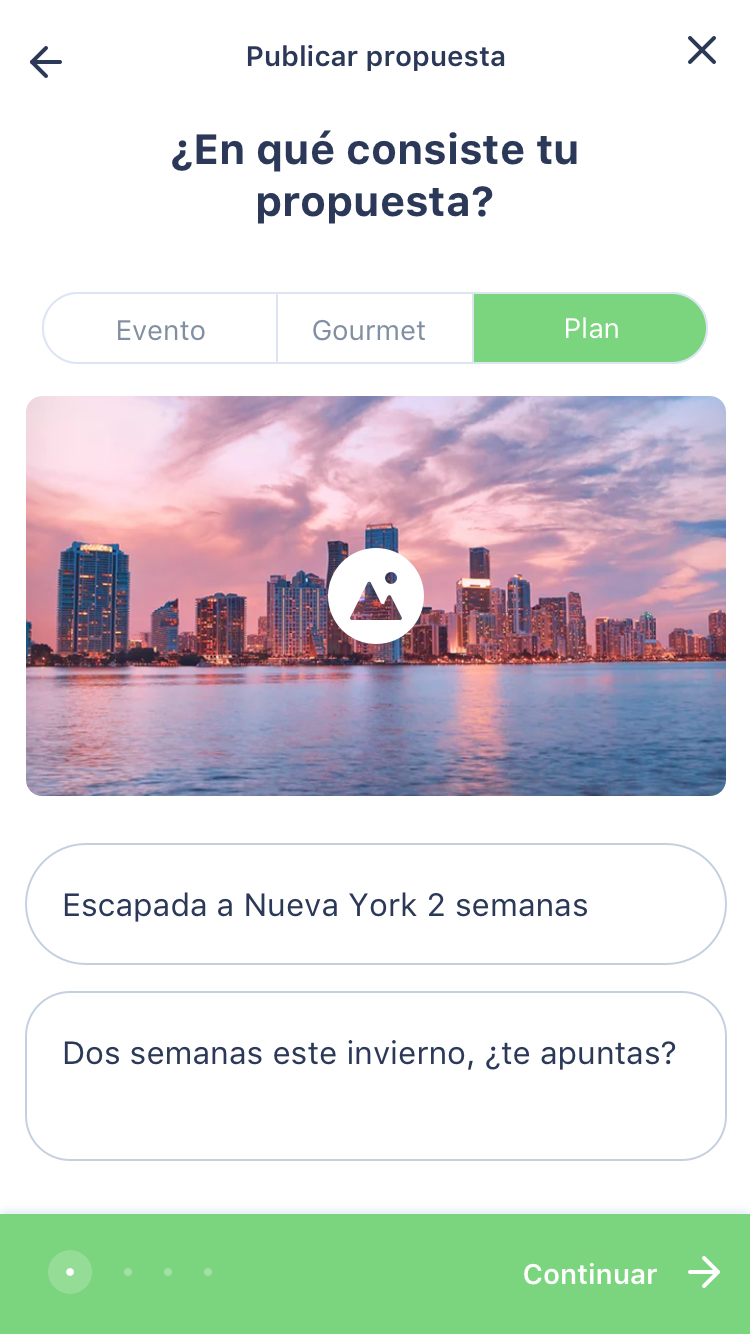 Publicar propuesta
¿En qué consiste tu
propuesta?
Evento
Gourmet
Plan
Escapada a Nueva York 2 semanas
Dos semanas este invierno, ¿te apuntas?
Continuar